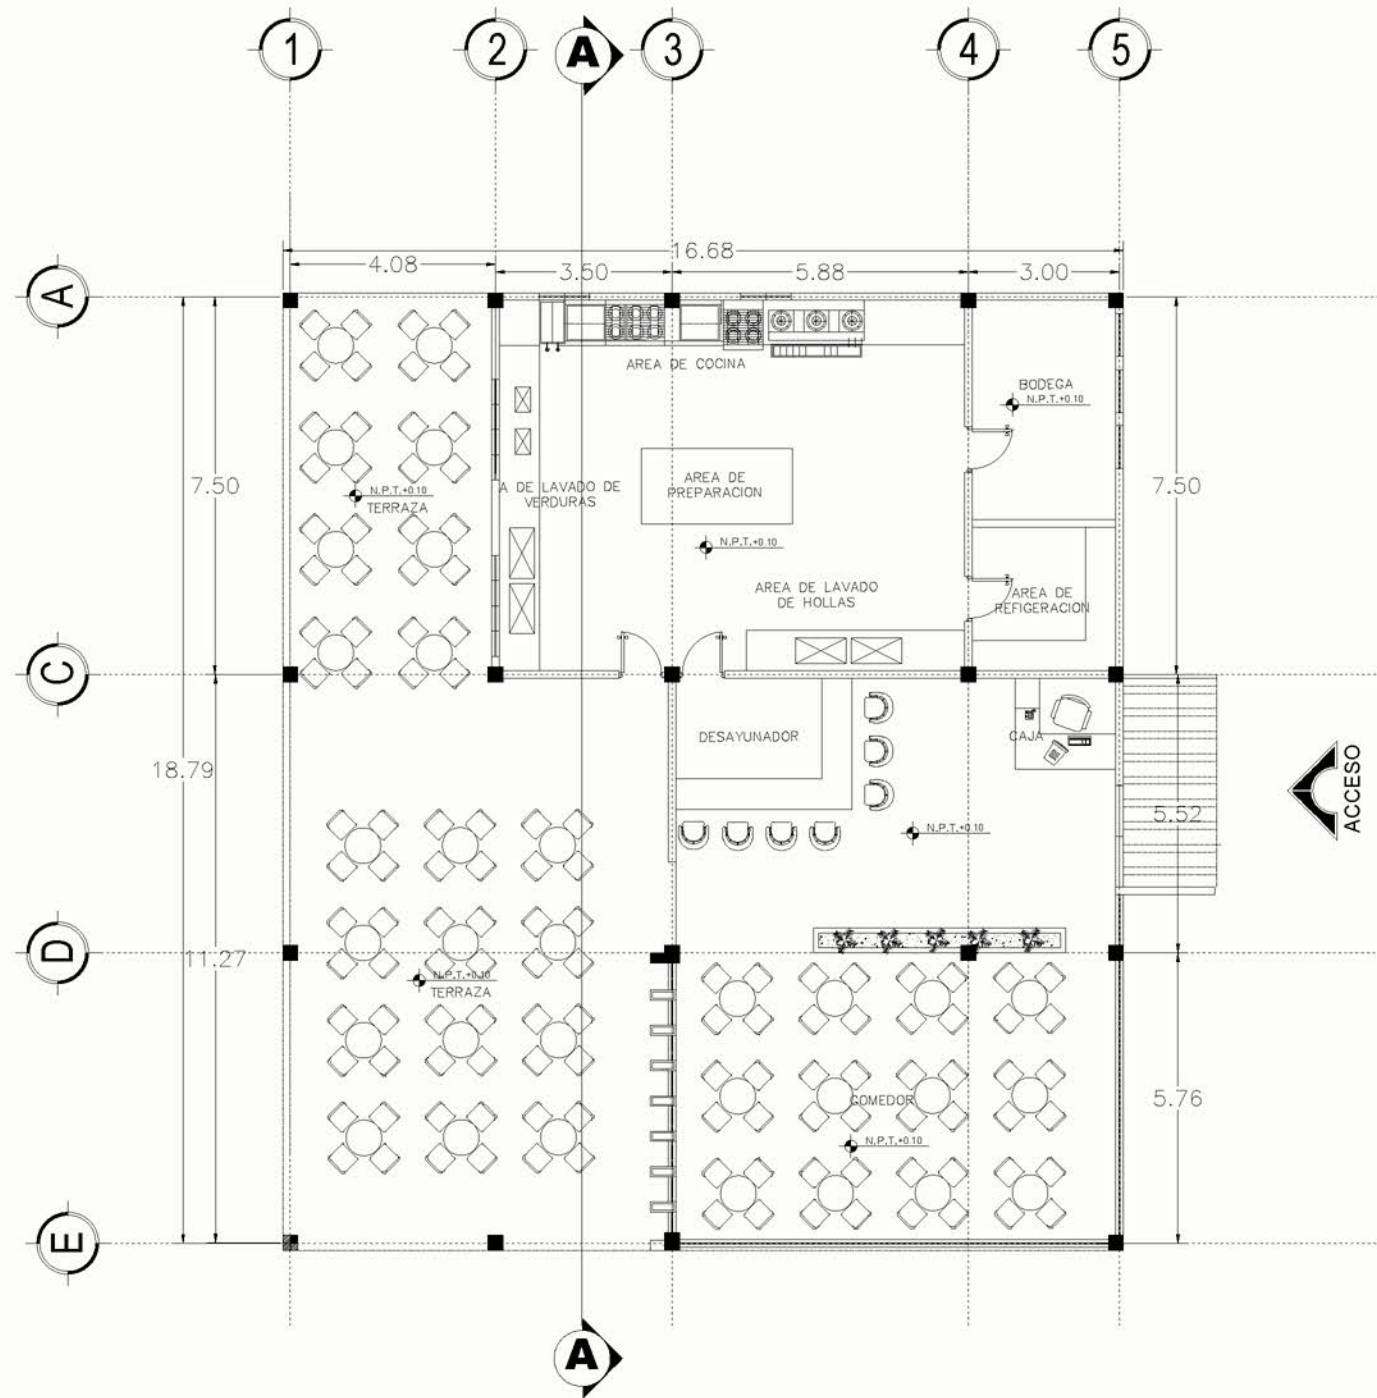 1 2 A 3 4 5
16.68
4.08 3.50 5.88 3.00
A
AREA DE COCINA
BODEGA
N.P.T.+0.10
7.50
A DE LAVADO DE
VERDURAS
AREA DE
PREPARACION
7.50
N.P.T.+0.10
TERRAZA
N.P.T.+0.10
AREA DE LAVADO
DE HOLLAS
AREA DE
REFIGERACION
C
DESAYUNADOR
CAJA
18.79
5.52
ACCESO
N.P.T.+0.10
D
11.27
N.P.T.+0.10
TERRAZA
COMEDOR
5.76
N.P.T.+0.10
E
A